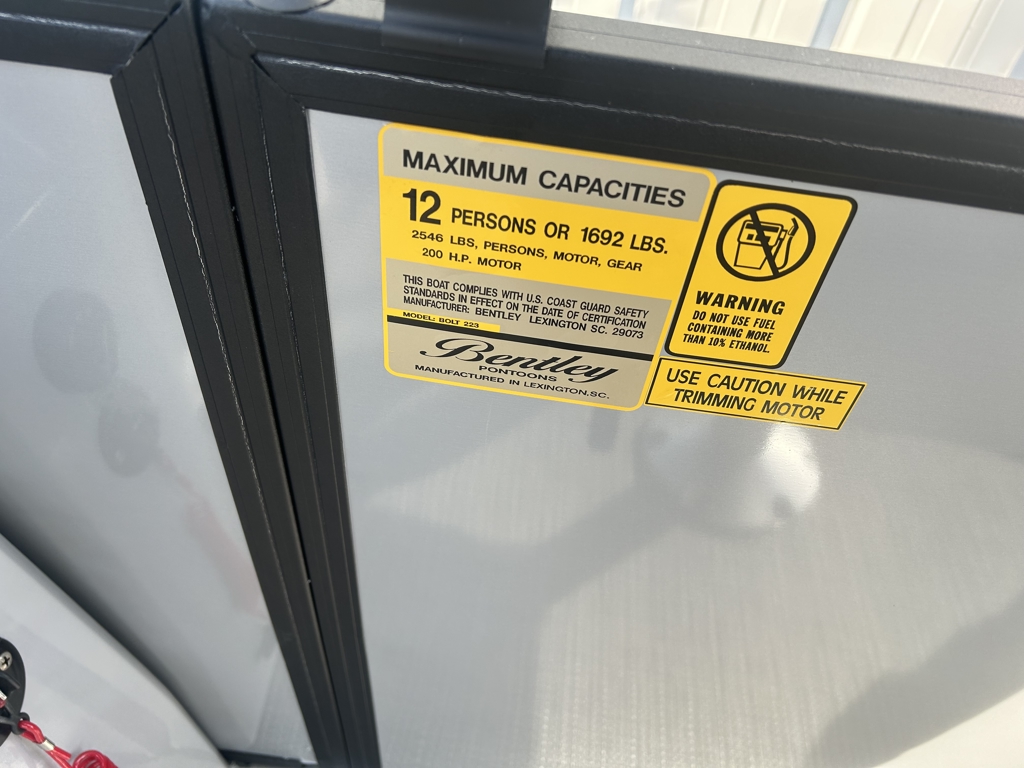 MAXIMUM CAPACITIES
12 PERSONS OR 1692 LBS.
2546 LBS, PERSONS, MOTOR, GEAR
200 H.P. MOTOR
THIS BOAT COMPLIES WITH U.S. COAST GUARD SAFETY
STANDARDS IN EFFECT ON THE DATE OF CERTIFICATION
MANUFACTURER: BENTLEY LEXINGTON SC. 29073
MODEL: BOLT 223
Bentley
PONTOONS
MANUFACTURED IN LEXINGTON,SC.
WARNING
DO NOT USE FUEL
CONTAINING MORE
THAN 10% ETHANOL.
USE CAUTION WHILE
TRIMMING MOTOR